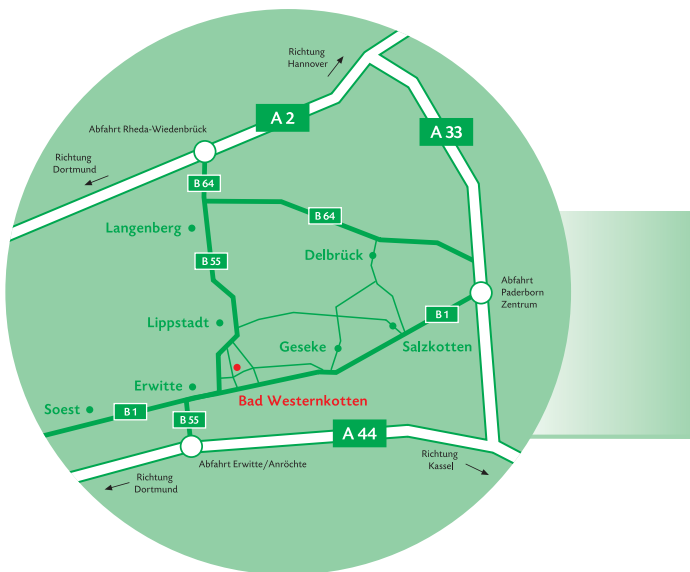 Richtung
Hannover
A 2
Abfahrt Rheda-Wiedenbrück
A 33
Richtung
Dortmund
B 64
B 64
Langenberg
Delbrück
B 55
Abfahrt
Paderborn
Zentrum
B 1
Lippstadt
Geseke
Salzkotten
Erwitte
Bad Westernkotten
Soest
B 1
B 55
A 44
Abfahrt Erwitte/Anröchte
Richtung
Kassel
Richtung
Dortmund